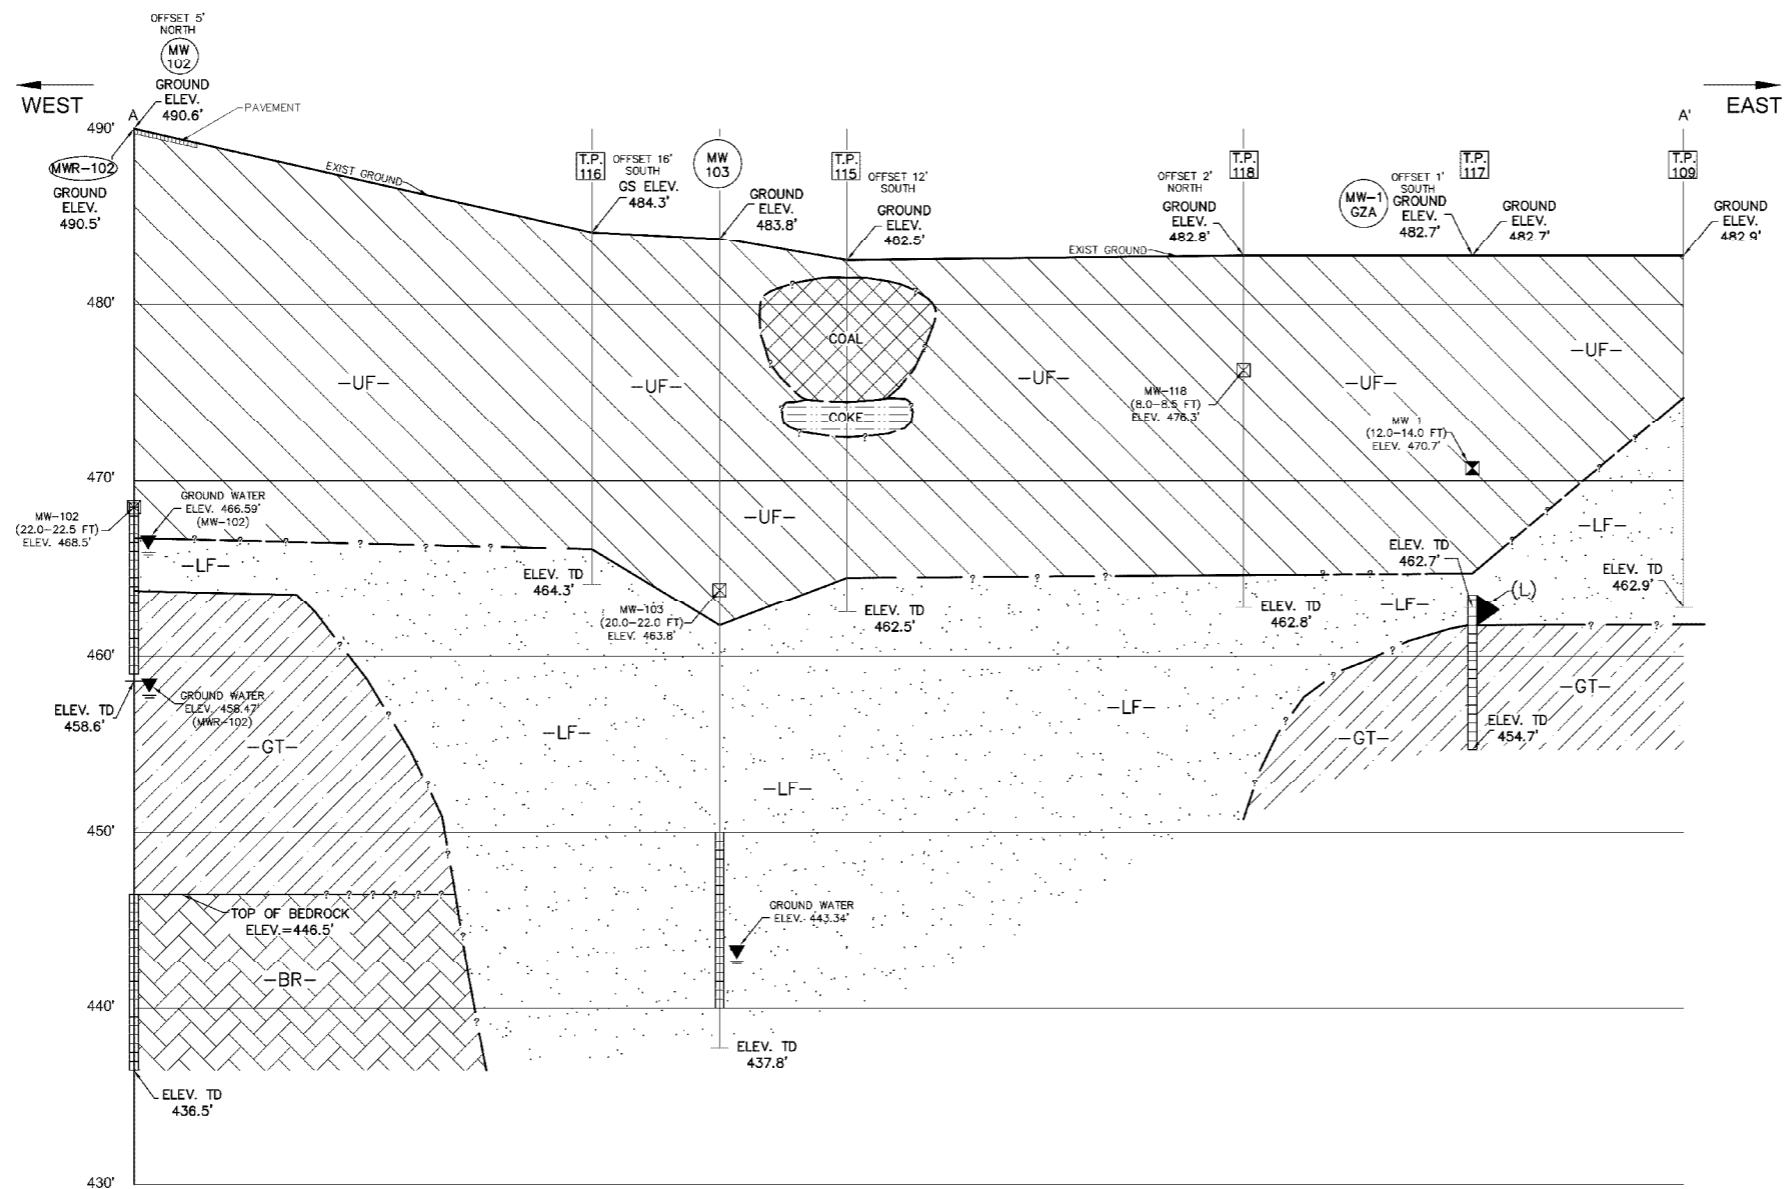 OFFSET 5'
NORTH
MW
102
GROUND
ELEV.
490.6'
WEST
EAST
A
A'
PAVEMENT
490'
MWR-102
GROUND
ELEV.
490.5'
EXIST GROUND
T.P.
116
OFFSET 16'
SOUTH
GS ELEV.
484.3'
MW
103
GROUND
ELEV.
483.8'
T.P.
115
OFFSET 12'
SOUTH
GROUND
ELEV.
482.5'
EXIST GROUND
OFFSET 2'
NORTH
GROUND
ELEV.
482.8'
T.P.
118
MW-1
GZA
OFFSET 1'
SOUTH
GROUND
ELEV.
482.7'
T.P.
117
GROUND
ELEV.
482.7'
T.P.
109
GROUND
ELEV.
482.9'
480'
COAL
COKE
-UF-
-UF-
-UF-
-UF-
-UF-
-UF-
MW-118
(8.0-8.5 FT)
ELEV. 476.3'
MW 1
(12.0-14.0 FT)
ELEV. 470.7'
470'
MW-102
(22.0-22.5 FT)
ELEV. 468.5'
GROUND WATER
ELEV. 466.59'
(MW-102)
-LF-
ELEV. TD
464.3'
MW-103
(20.0-22.0 FT)
ELEV. 463.8'
ELEV. TD
462.5'
ELEV. TD
462.8'
-LF-
ELEV. TD
462.7'
(L)
-LF-
ELEV. TD
462.9'
460'
ELEV. TD
458.6'
GROUND WATER
ELEV. 458.47'
(MWR-102)
-GT-
-LF-
-LF-
-LF-
-GT-
-GT-
ELEV. TD
454.7'
450'
TOP OF BEDROCK
ELEV.=446.5'
GROUND WATER
ELEV. 443.34'
-BR-
440'
ELEV. TD
437.8'
ELEV. TD
436.5'
430'